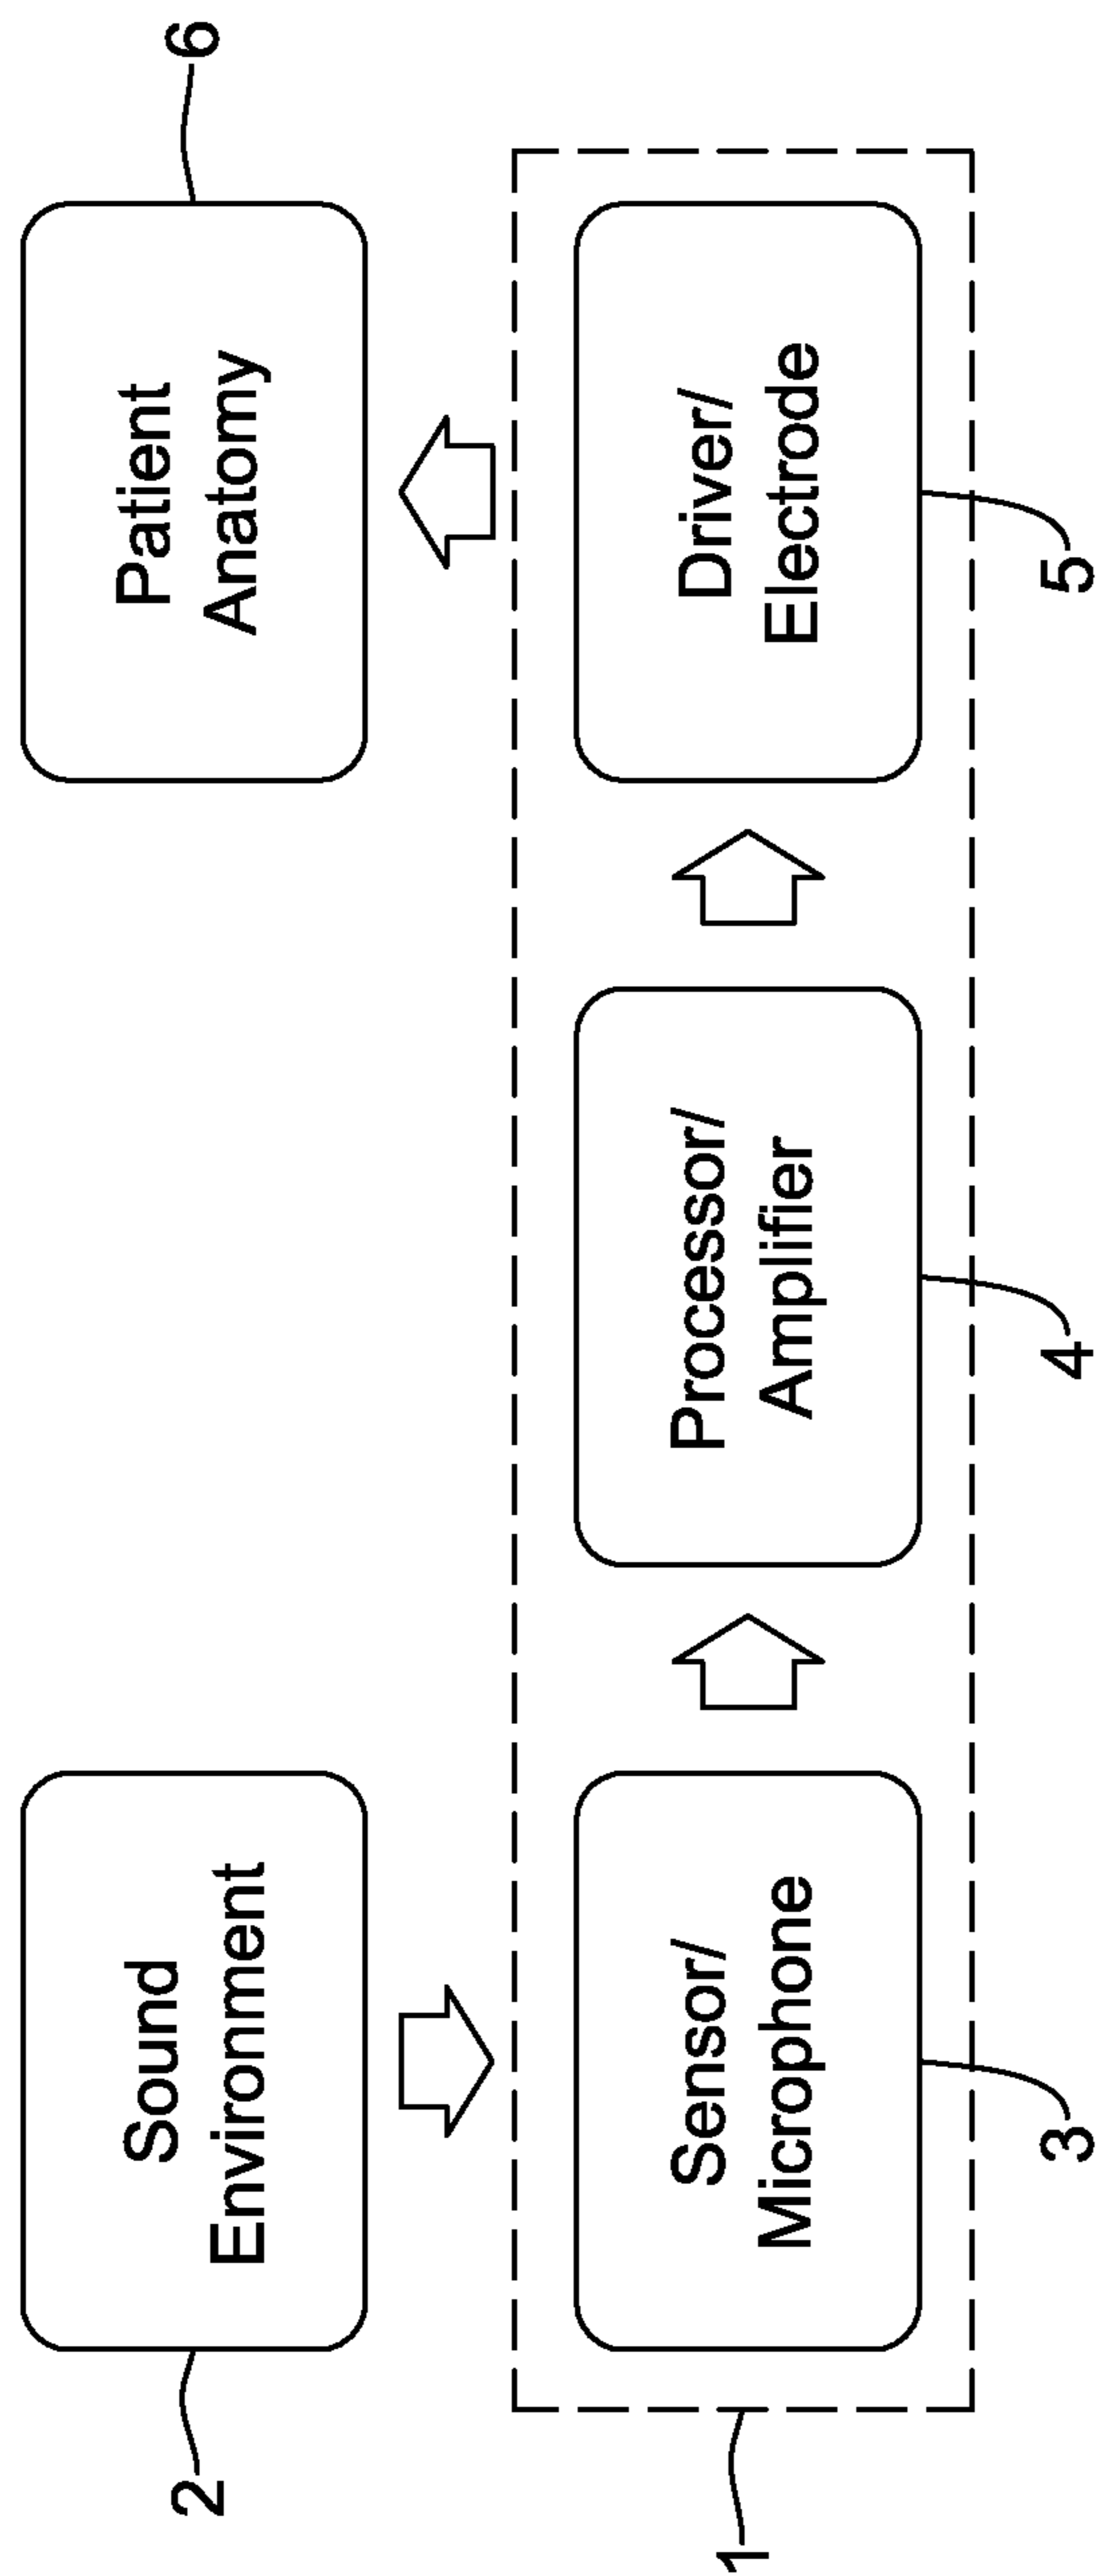 Sound
Environment
2
Patient
Anatomy
6
1
Sensor/
Microphone
3
Processor/
Amplifier
4
Driver/
Electrode
5